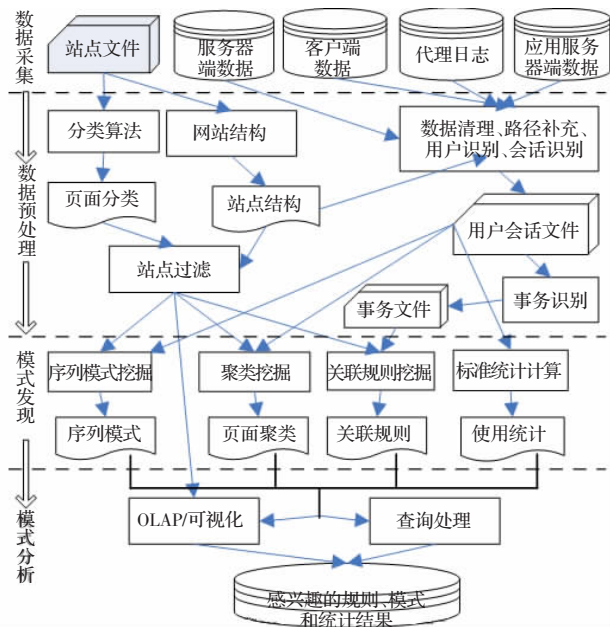 数据采集
站点文件
服务器
端数据
客户端
数据
代理日志
应用服务
器端数据
数据预处理
分类算法
网站结构
数据清理、路径补充、
用户识别、会话识别
页面分类
站点结构
用户会话文件
站点过滤
事务文件
事务识别
模式发现
序列模式挖掘
聚类挖掘
关联规则挖掘
标准统计计算
序列模式
页面聚类
关联规则
使用统计
模式分析
OLAP/可视化
查询处理
感兴趣的规则、模式
和统计结果